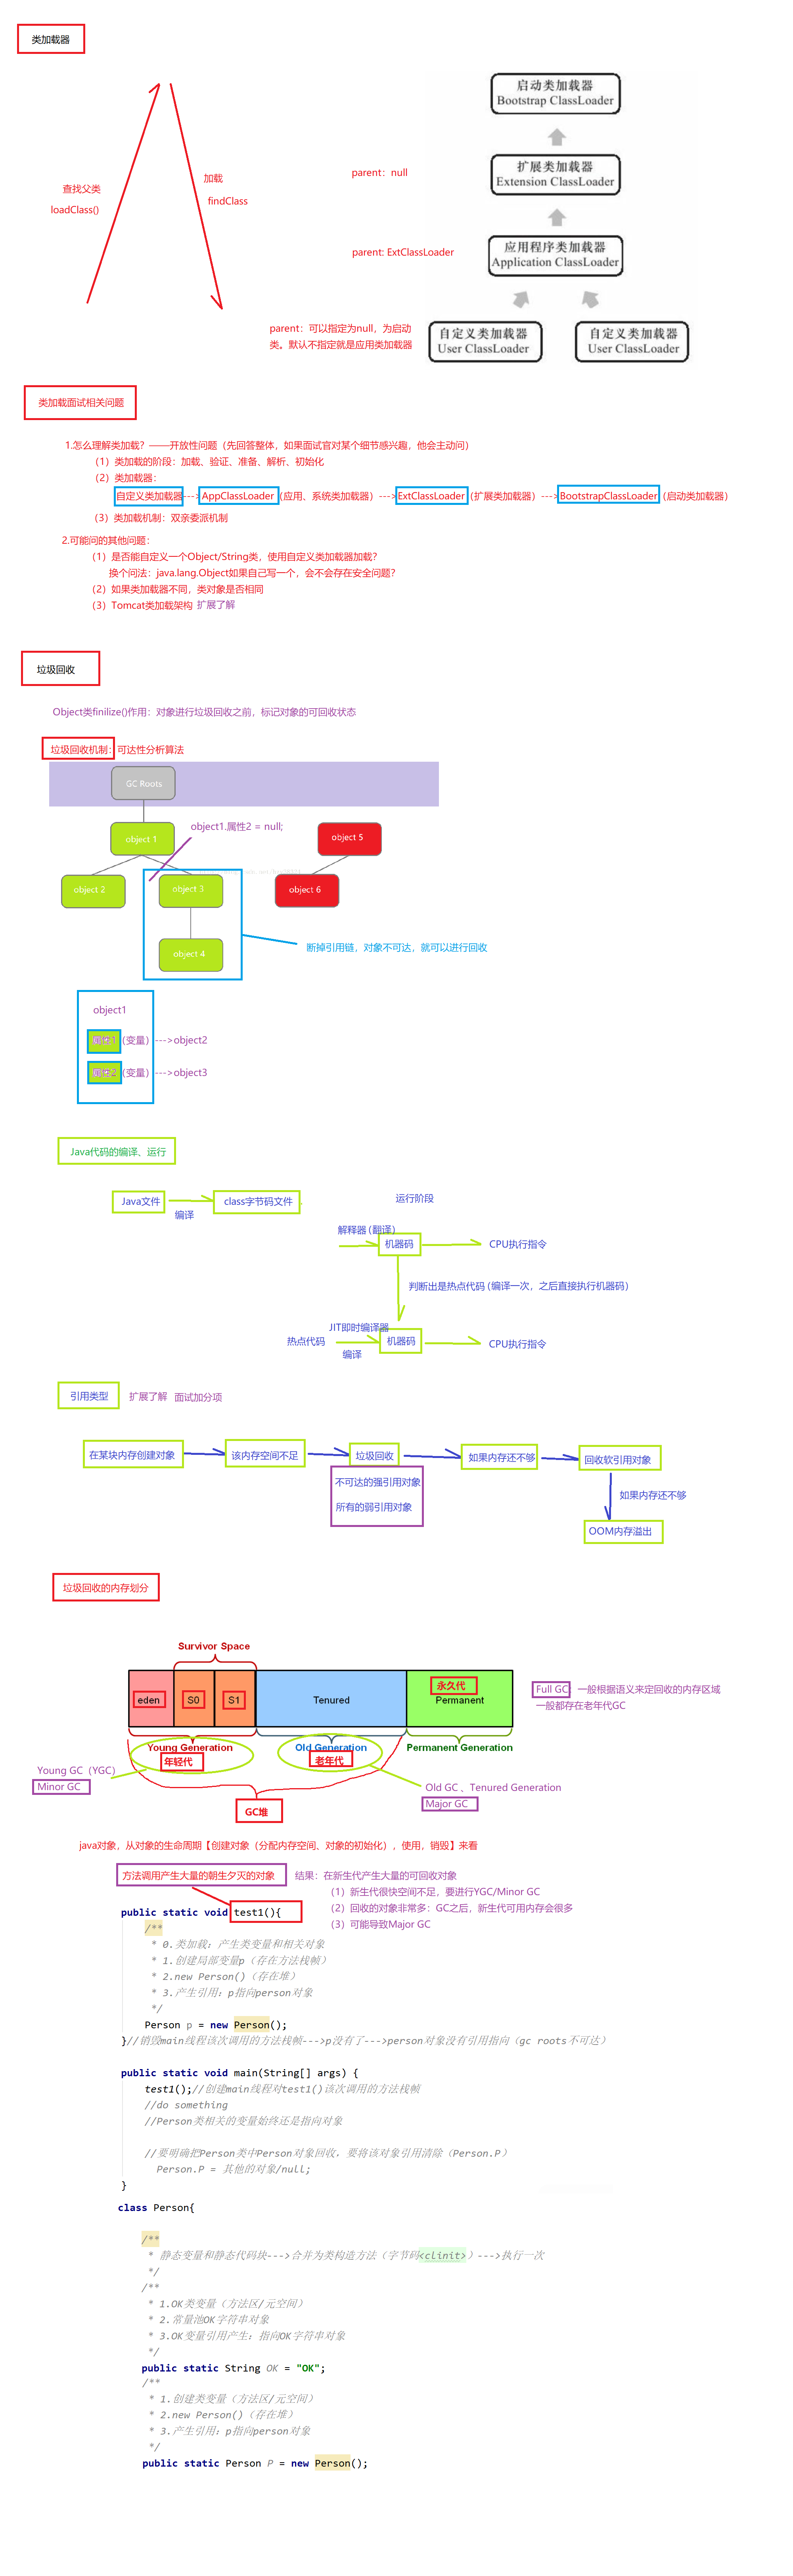 类加载器
启动类加载器
Bootstrap ClassLoader
扩展类加载器
Extension ClassLoader
parent：null
加载
findClass
查找父类
loadClass()
应用程序类加载器
Application ClassLoader
parent: ExtClassLoader
parent：可以指定为null，为启动
类。默认不指定就是应用类加载器
自定义类加载器
User ClassLoader
自定义类加载器
User ClassLoader
类加载面试相关问题
1.怎么理解类加载？——开放性问题（先回答整体，如果面试官对某个细节感兴趣，他会主动问）
（1）类加载的阶段：加载、验证、准备、解析、初始化
（2）类加载器：
自定义类加载器--->AppClassLoader（应用、系统类加载器）--->ExtClassLoader（扩展类加载器）--->BootstrapClassLoader（启动类加载器）
（3）类加载机制：双亲委派机制
2.可能问的其他问题：
（1）是否能自定义一个Object/String类，使用自定义类加载器加载？
换个问法：java.lang.Object如果自己写一个，会不会存在安全问题？
（2）如果类加载器不同，类对象是否相同
（3）Tomcat类加载架构 扩展了解
垃圾回收
Object类finilize()作用：对象进行垃圾回收之前，标记对象的可回收状态
垃圾回收机制：可达性分析算法
GC Roots
object1.属性2 = null;
object 1
object 5
object 2
object 3
object 6
断掉引用链，对象不可达，就可以进行回收
object 4
object1
属性1（变量）--->object2
属性2（变量）--->object3
Java代码的编译、运行
Java文件
编译
class字节码文件
运行阶段
解释器 (翻译)
机器码
CPU执行指令
判断出是热点代码 (编译一次，之后直接执行机器码)
JIT即时编译器
热点代码
编译
机器码
CPU执行指令
引用类型
扩展了解 面试加分项
在某块内存创建对象
该内存空间不足
垃圾回收
如果内存还不够
回收软引用对象
不可达的强引用对象
所有的弱引用对象
如果内存还不够
OOM内存溢出
垃圾回收的内存划分
Survivor Space
eden
S0
S1
Tenured
永久代
Permanent
Full GC：一般根据语义来定回收的内存区域
一般都存在老年代GC
Young Generation
Old Generation
Permanent Generation
年轻代
老年代
Young GC（YGC）
Minor GC
Old GC 、Tenured Generation
Major GC
GC堆
java对象，从对象的生命周期【创建对象（分配内存空间、对象的初始化），使用，销毁】来看
方法调用产生大量的朝生夕灭的对象
结果：在新生代产生大量的可回收对象
（1）新生代很快空间不足，要进行YGC/Minor GC
（2）回收的对象非常多：GC之后，新生代可用内存会很多
（3）可能导致Major GC
public static void test1(){
/**
* 0.类加载：产生类变量和相关对象
* 1.创建局部变量p（存在方法栈帧）
* 2.new Person()（存在堆）
* 3.产生引用：p指向person对象
*/
Person p = new Person();
}//销毁main线程该次调用的方法栈帧--->p没有了--->person对象没有引用指向（gc roots不可达）
public static void main(String[] args) {
test1();//创建main线程对test1()该次调用的方法栈帧
//do something
//Person类相关的变量始终还是指向对象
//要明确把Person类中Person对象回收，要将该对象引用清除（Person.P）
Person.P = 其他的对象/null;
}
class Person{
/**
* 静态变量和静态代码块--->合并为类构造方法（字节码<clinit>）--->执行一次
*/
/**
* 1.OK类变量（方法区/元空间）
* 2.常量池OK字符串对象
* 3.OK变量引用产生：指向OK字符串对象
*/
public static String OK = "OK";
/**
* 1.创建类变量（方法区/元空间）
* 2.new Person()（存在堆）
* 3.产生引用：p指向person对象
*/
public static Person P = new Person();